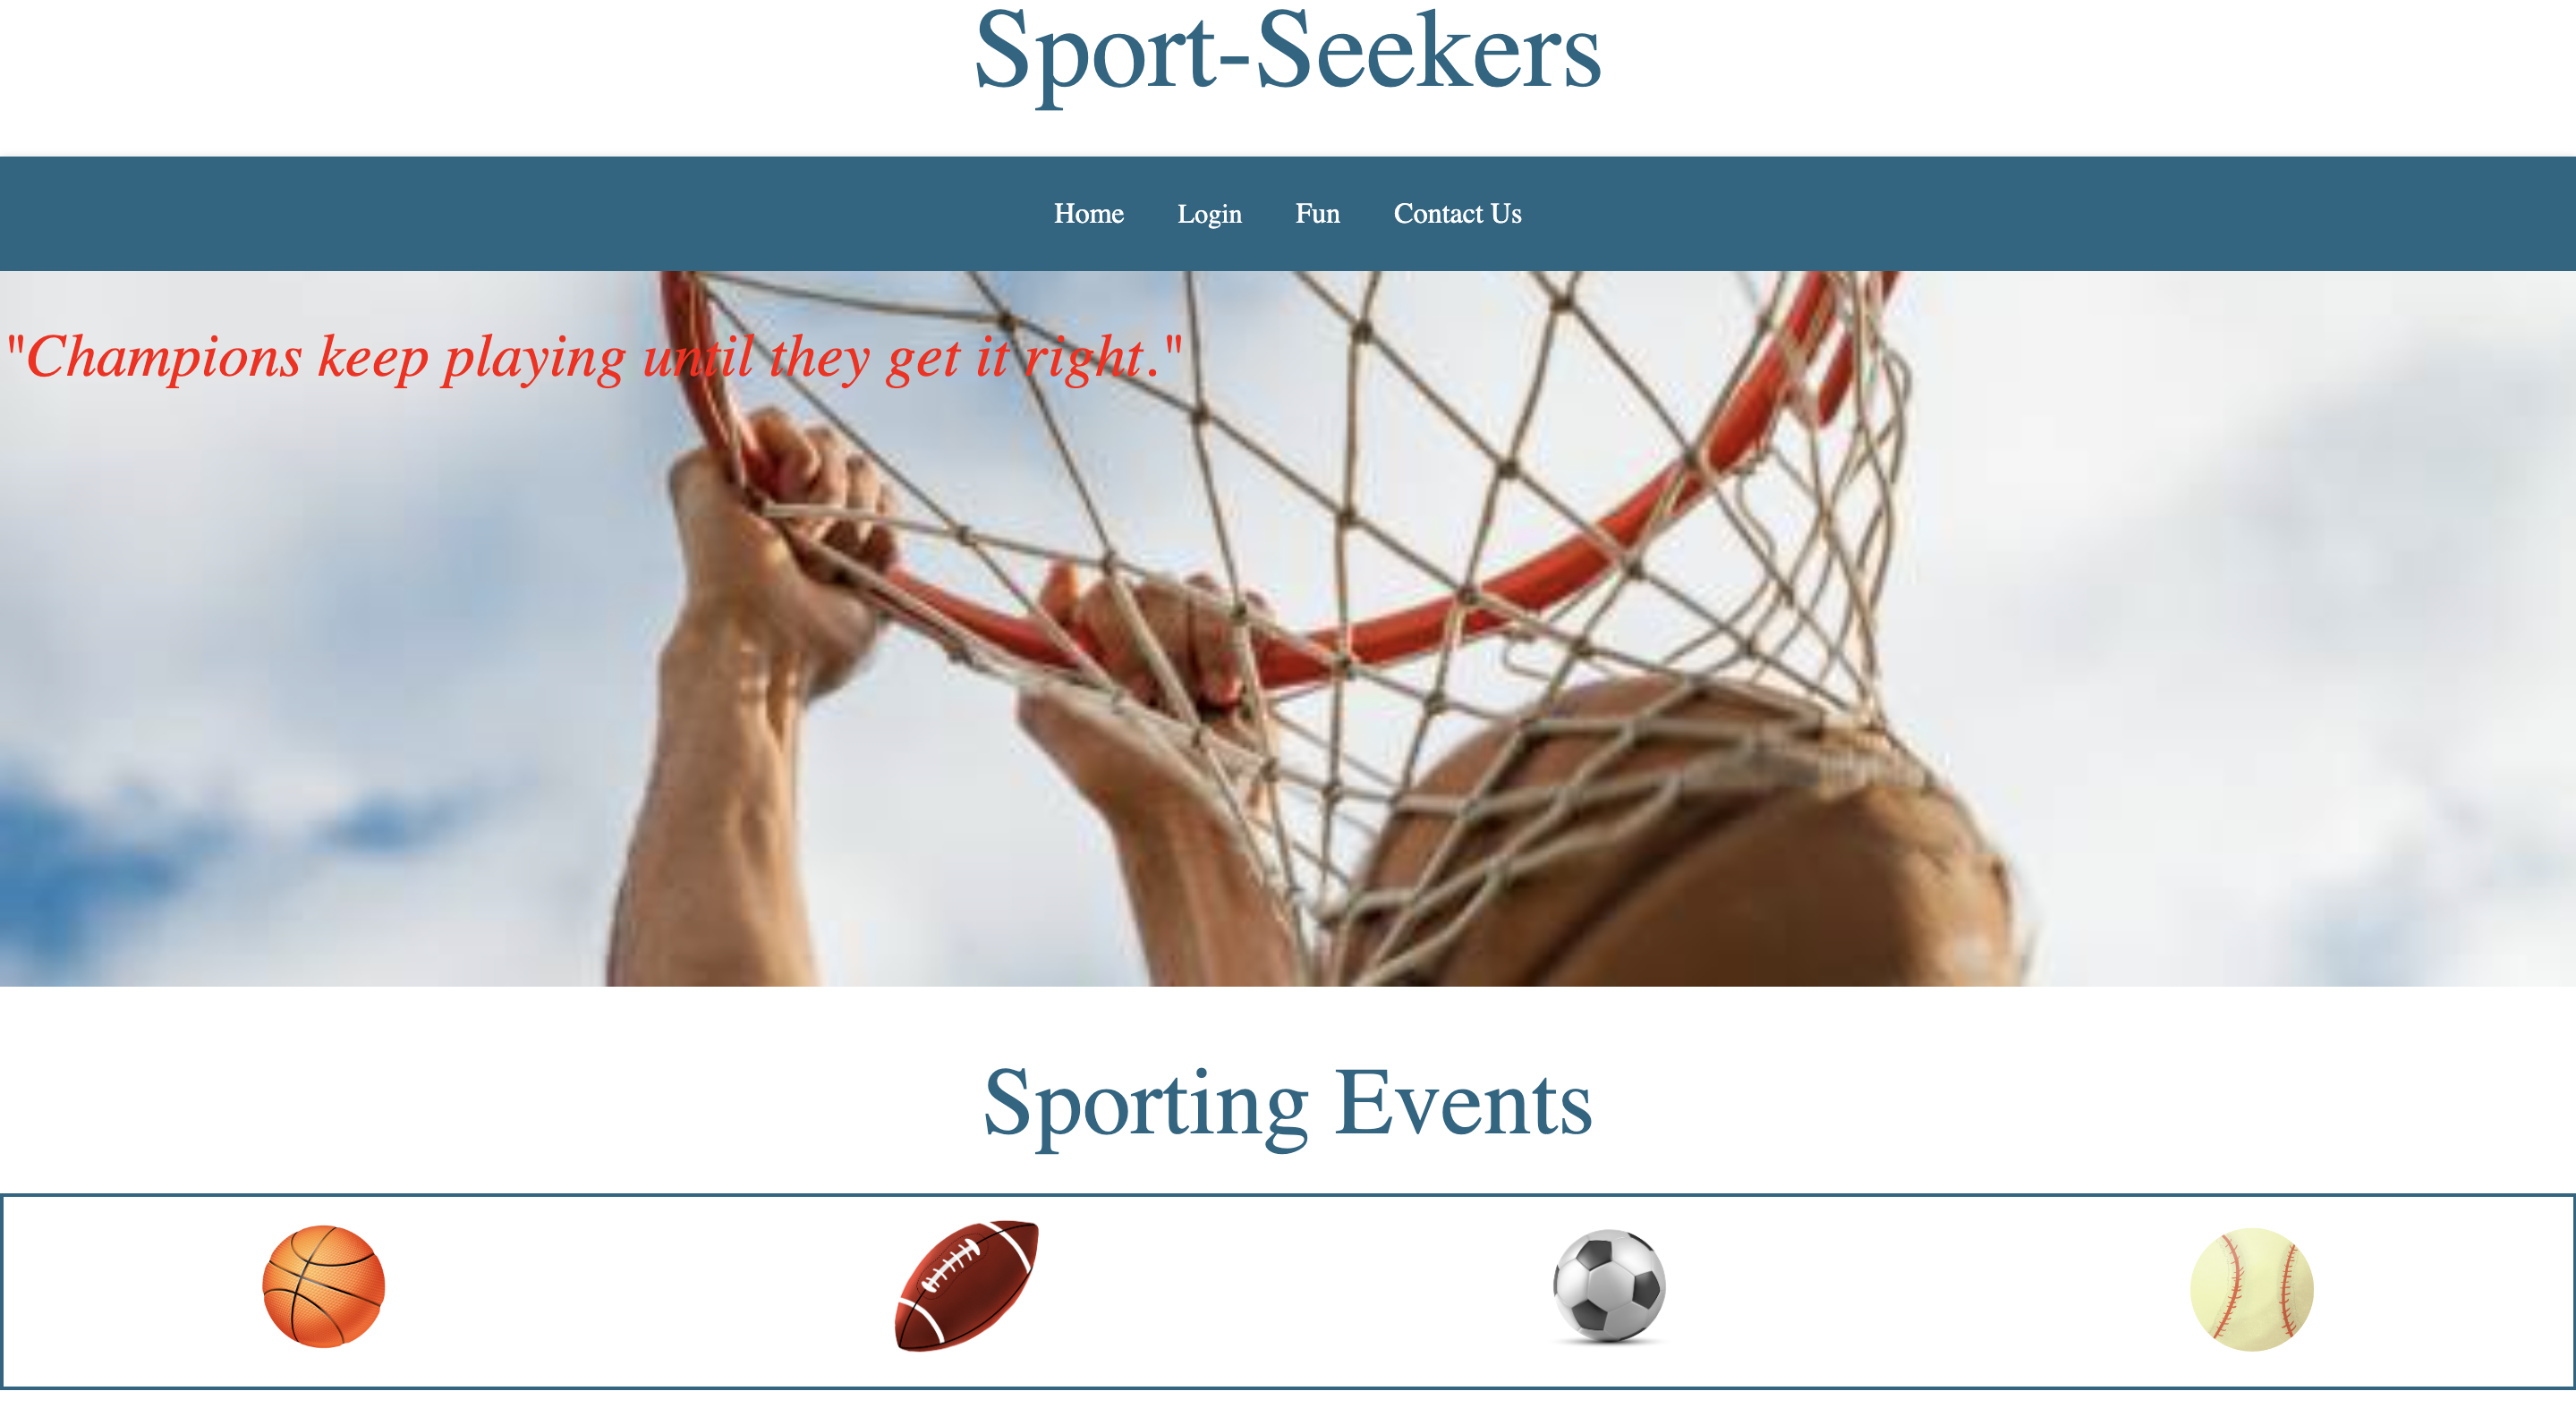 Sport-Seekers
Home Login Fun Contact Us
"Champions keep playing until they get it right."
Sporting Events